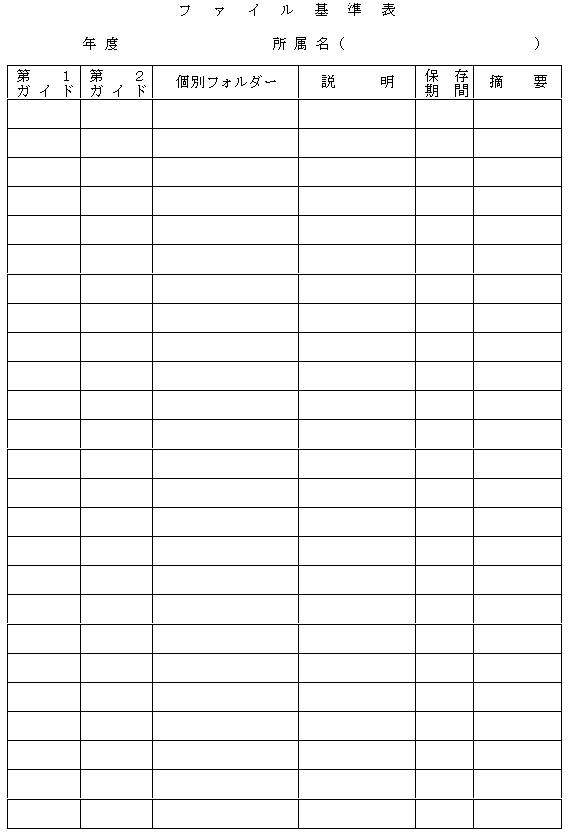 ファイル基準表
年度 所属名( )
第1ガイド 第2ガイド 個別フォルダー 説明 保存期間 摘要